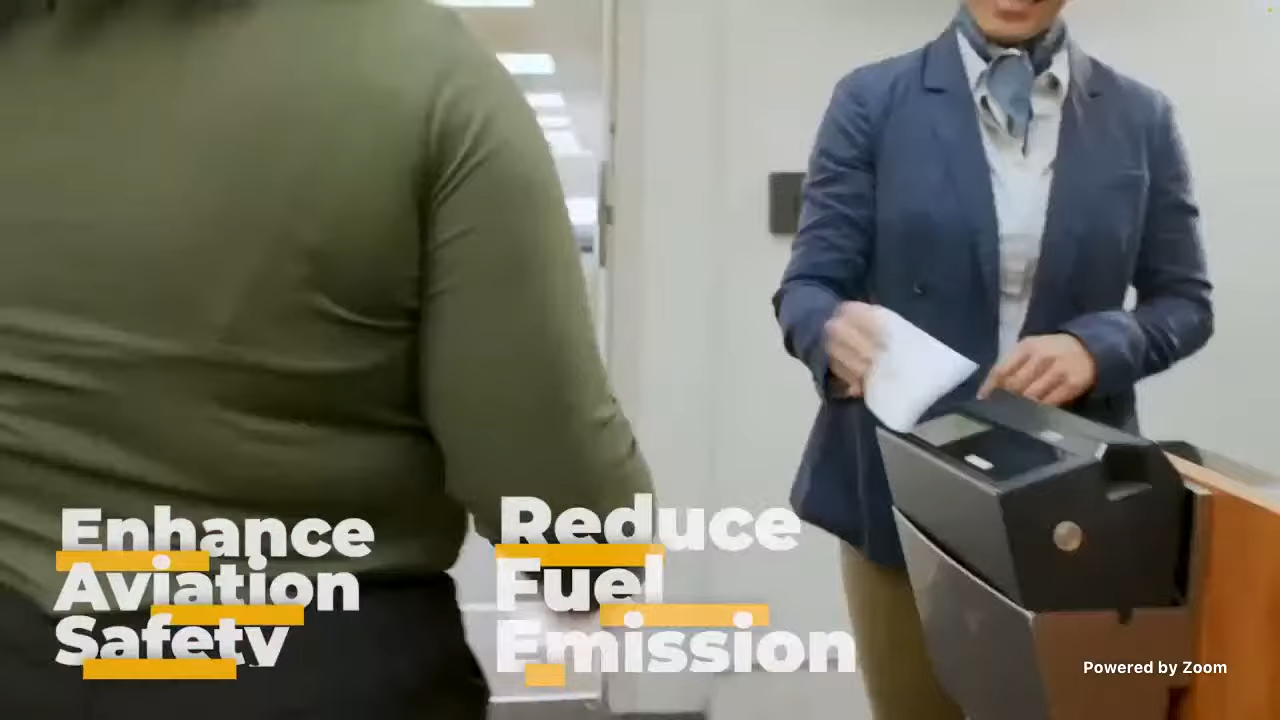 Enhance
Aviation
Safety
Reduce
Fuel
Emission
Powered by Zoom